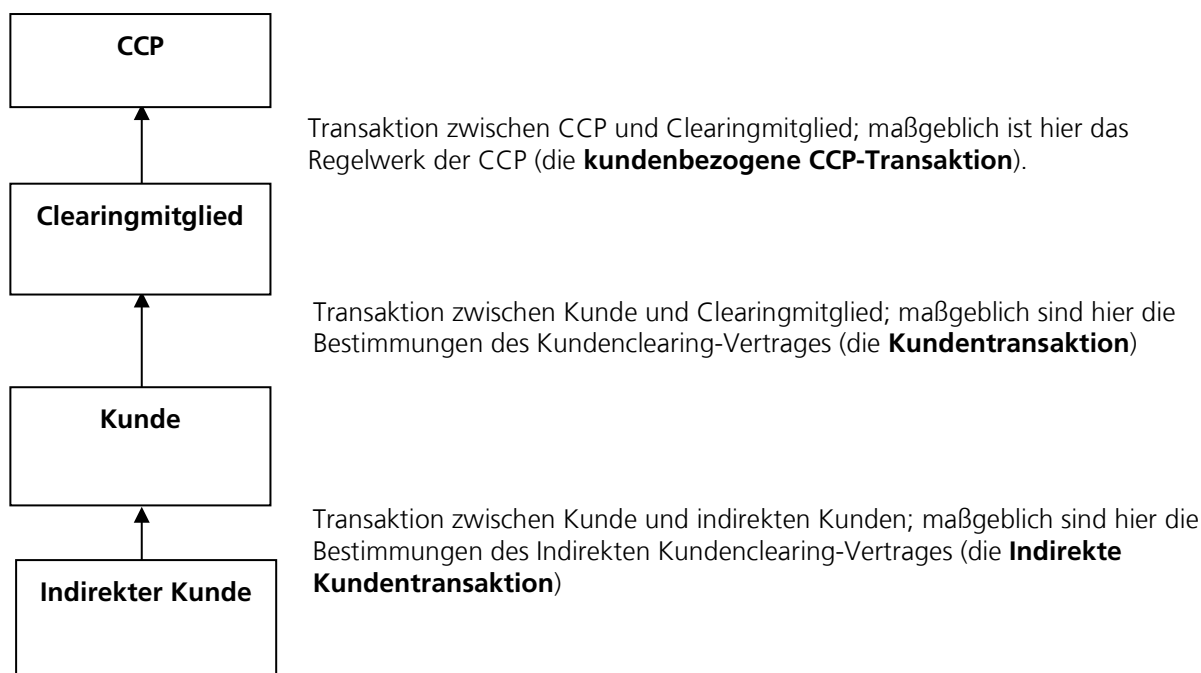 CCP
Transaktion zwischen CCP und Clearingmitglied; maßgeblich ist hier das
Regelwerk der CCP (die kundenbezogene CCP-Transaktion).
Clearingmitglied
Transaktion zwischen Kunde und Clearingmitglied; maßgeblich sind hier die
Bestimmungen des Kundenclearing-Vertrages (die Kundentransaktion)
Kunde
Transaktion zwischen Kunde und indirekten Kunden; maßgeblich sind hier die
Bestimmungen des Indirekten Kundenclearing-Vertrages (die Indirekte
Kundentransaktion)
Indirekter Kunde